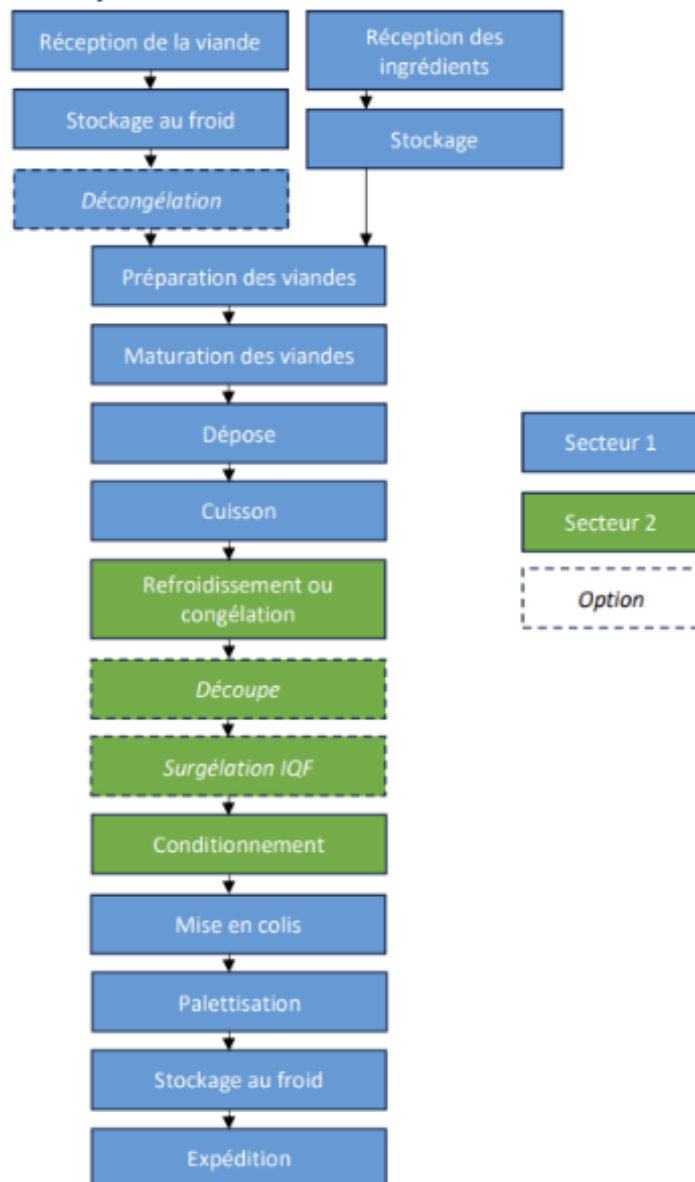 Réception de la viande
Stockage au froid
Décongélation
Réception des
ingrédients
Stockage
Préparation des viandes
Maturation des viandes
Dépose
Cuisson
Refroidissement ou
congélation
Découpe
Surgélation IQF
Conditionnement
Mise en colis
Palettisation
Stockage au froid
Expédition
Secteur 1
Secteur 2
Option